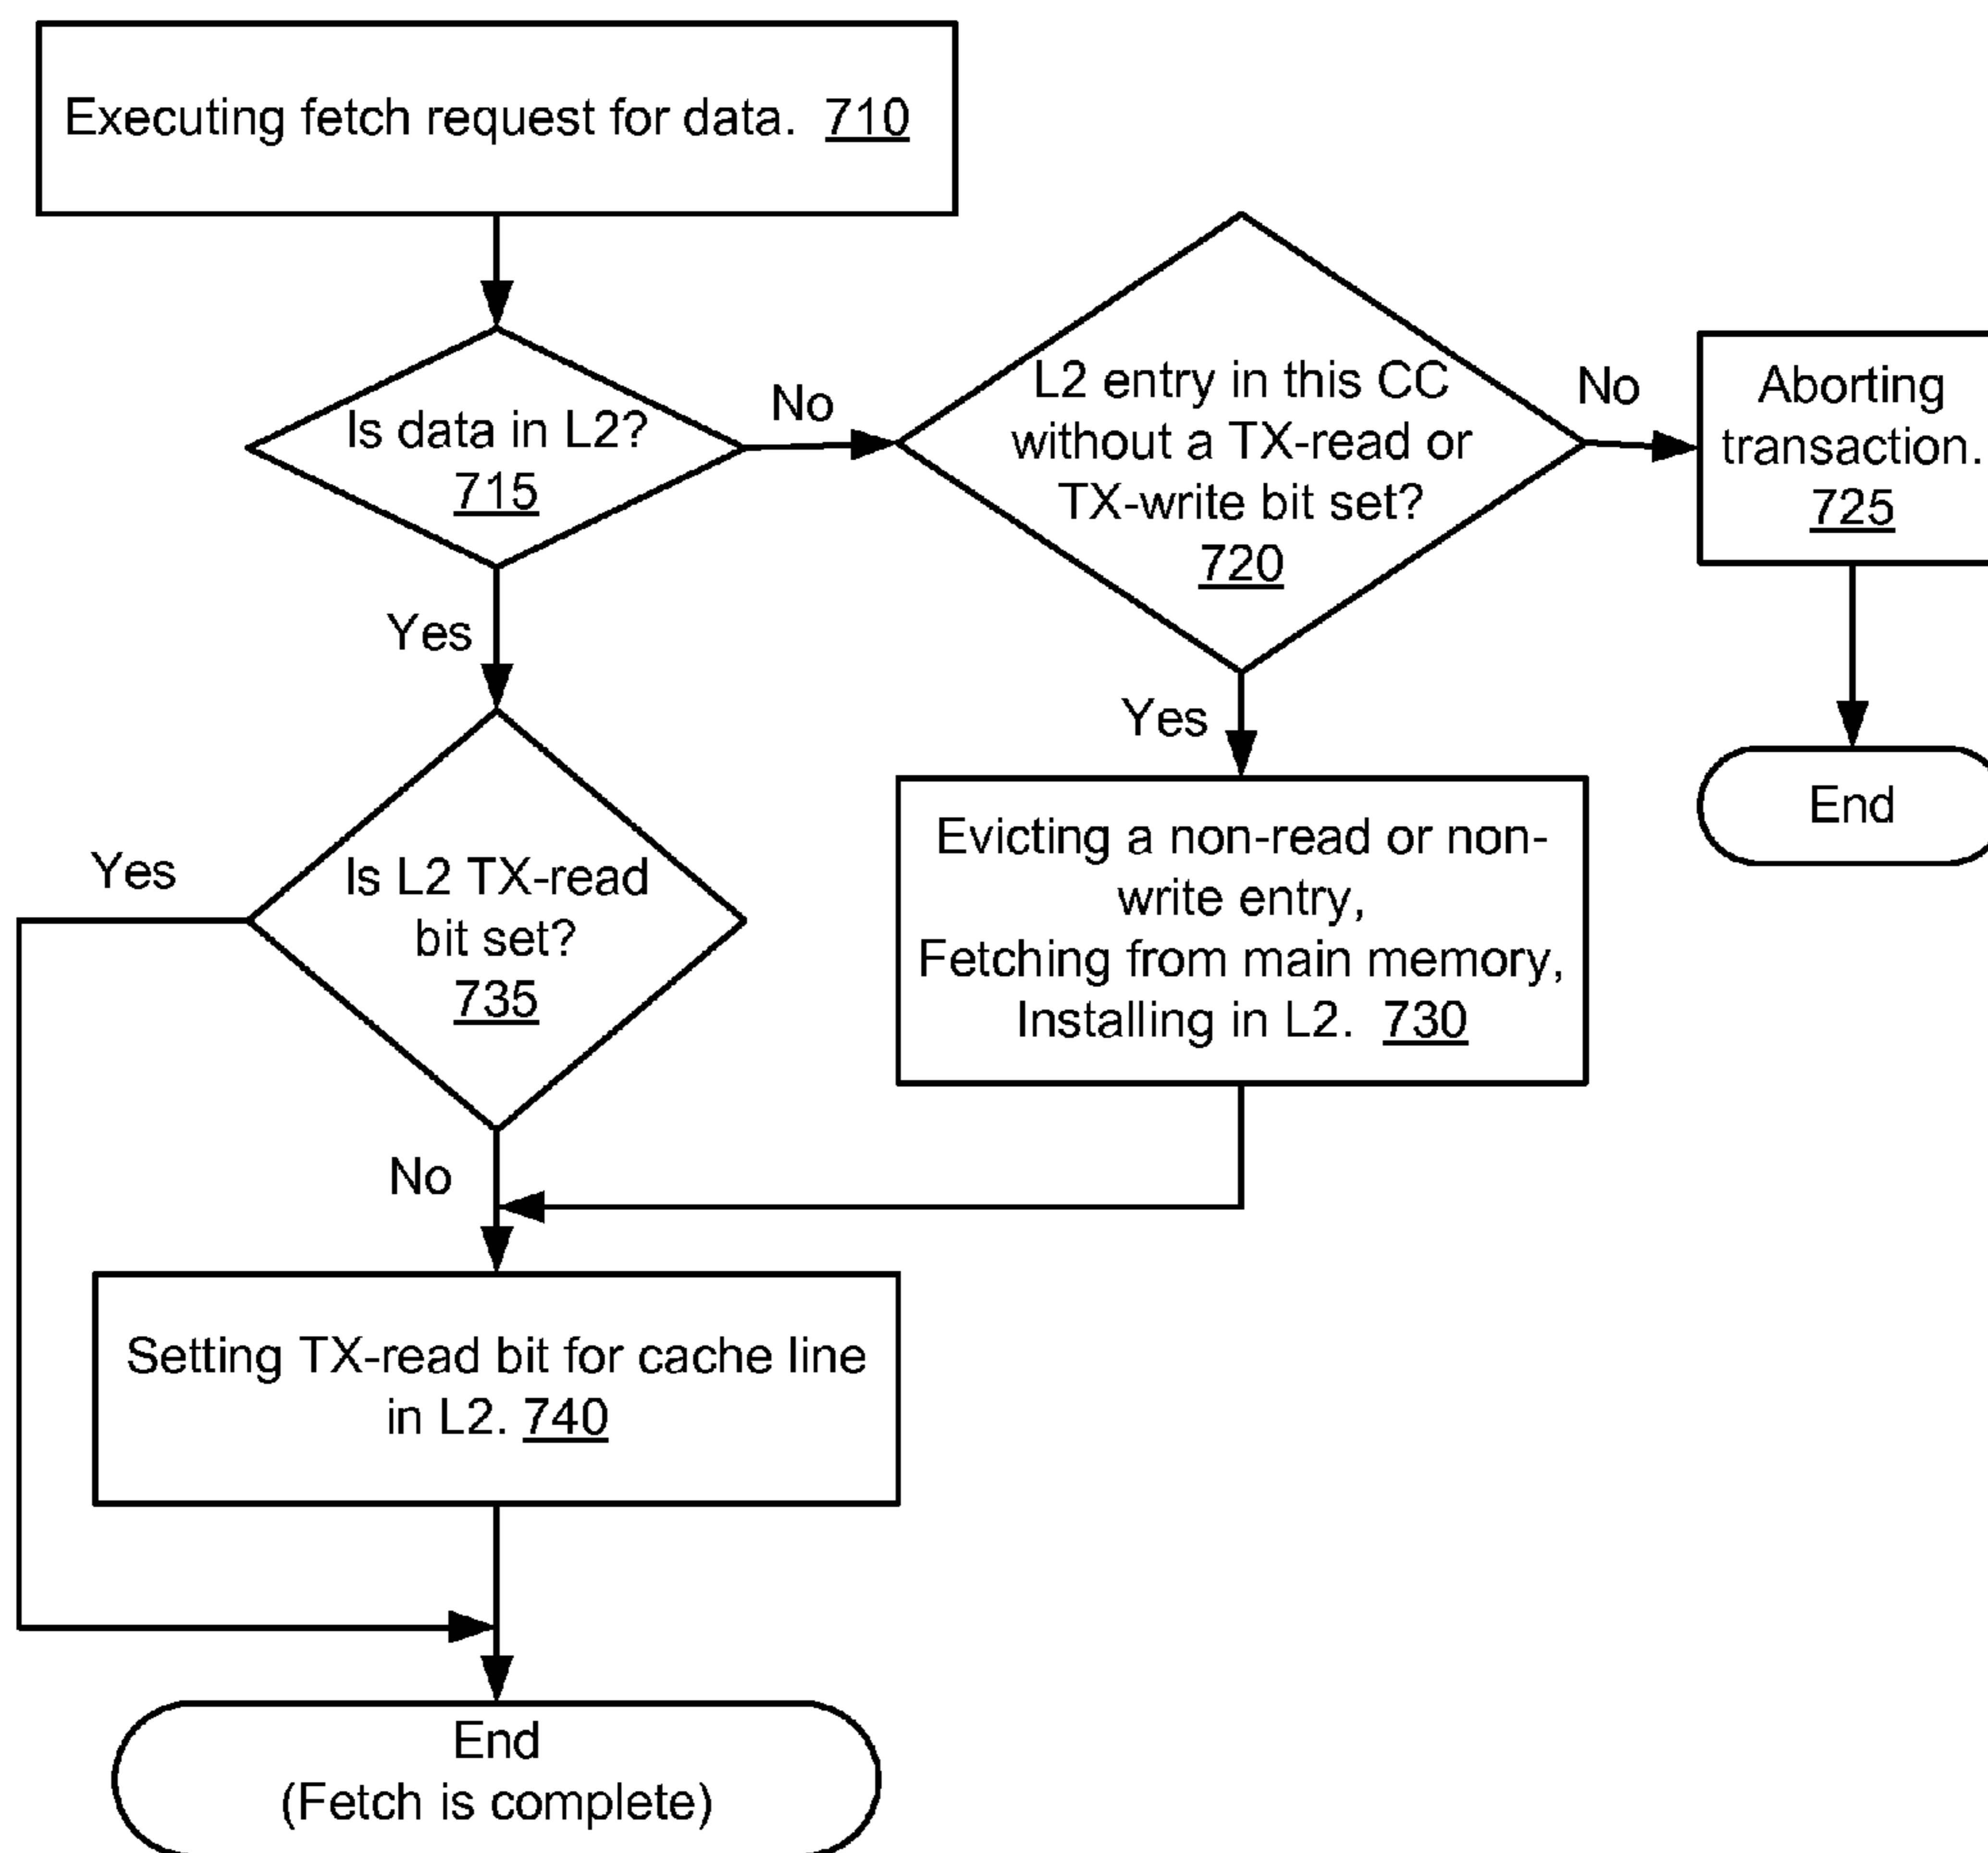 Executing fetch request for data. 710
Is data in L2?
715
No
L2 entry in this CC
without a TX-read or
TX-write bit set?
720
No
Aborting
transaction.
725
End
Yes
Yes
Evicting a non-read or non-
write entry,
Fetching from main memory,
Installing in L2. 730
Yes
Is L2 TX-read
bit set?
735
No
Setting TX-read bit for cache line
in L2. 740
End
(Fetch is complete)